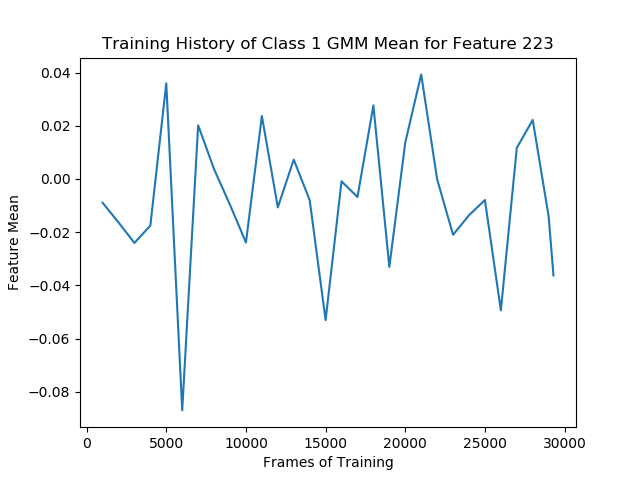 Training History of Class 1 GMM Mean for Feature 223
0.04
0.02
0.00
−0.02
−0.04
−0.06
−0.08
Feature Mean
0 5000 10000 15000 20000 25000 30000
Frames of Training